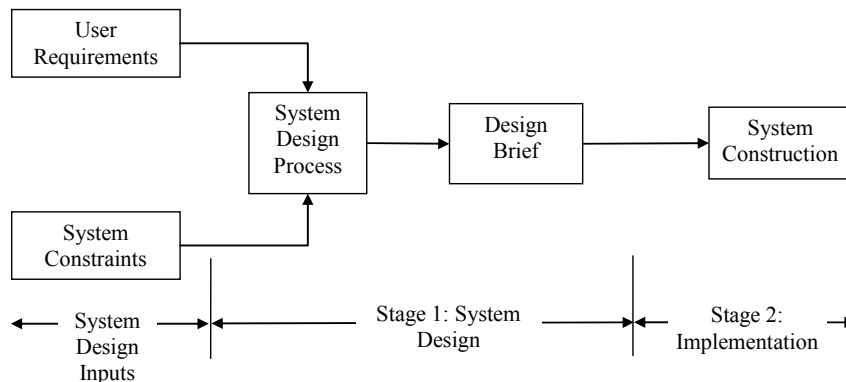 User
Requirements
System
Design
Process
Design
Brief
System
Construction
System
Constraints
System
Design
Inputs
Stage 1: System
Design
Stage 2:
Implementation